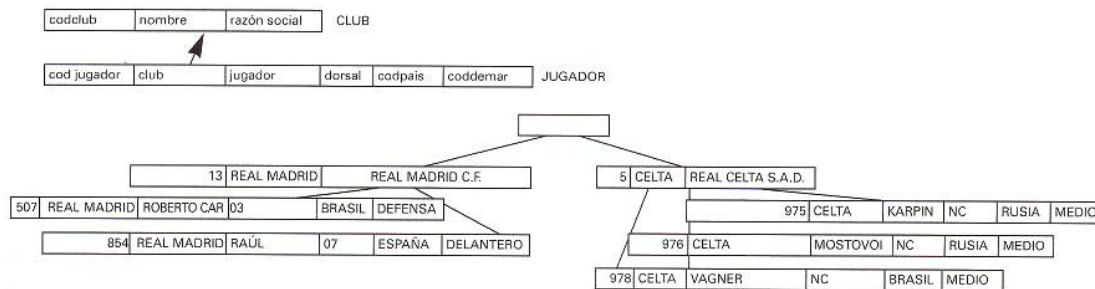 codclub nombre razón social CLUB
cod jugador club jugador dorsal codpais coddemar JUGADOR
13 REAL MADRID REAL MADRID C.F.
5 CELTA REAL CELTA S.A.D.
507 REAL MADRID ROBERTO CAR 03 BRASIL DEFENSA
975 CELTA KARPIN NC RUSIA MEDIO
854 REAL MADRID RAÚL 07 ESPAÑA DELANTERO
976 CELTA MOSTOVOI NC RUSIA MEDIO
978 CELTA VAGNER NC BRASIL MEDIO